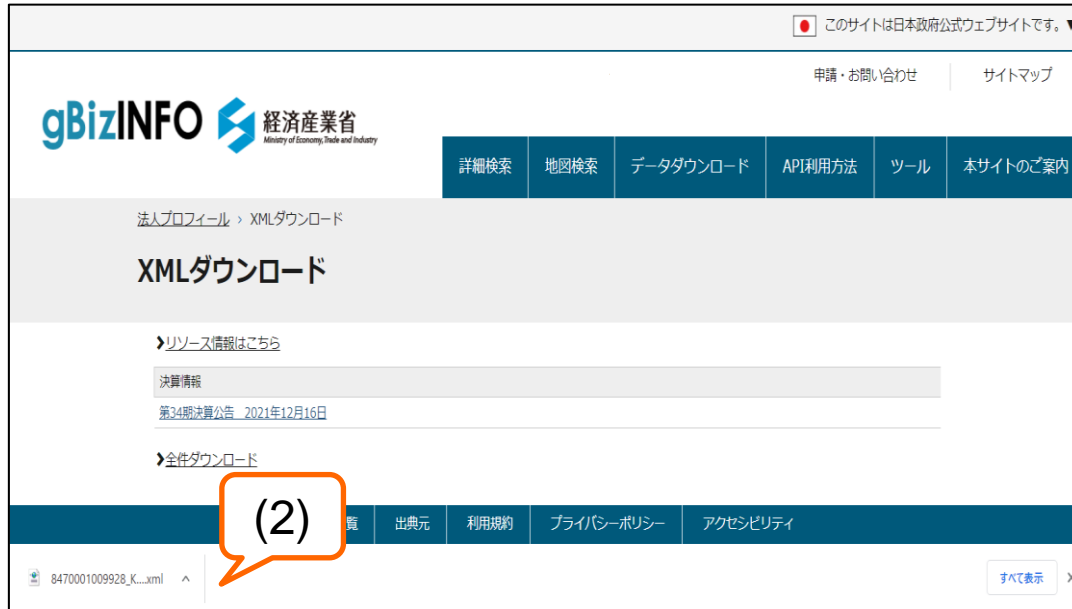 このサイトは日本政府公式ウェブサイトです。▼
申請・お問い合わせ サイトマップ
gBizINFO 経済産業省
Ministry of Economy, Trade and Industry
詳細検索 地図検索 データダウンロード API利用方法 ツール 本サイトのご案内
法人プロフィール › XMLダウンロード
XMLダウンロード
❯リソース情報はこちら
決算情報
第34期決算公告 2021年12月16日
❯全件ダウンロード
(2)
覧 出典元 利用規約 プライバシーポリシー アクセシビリティ
8470001009928_K....xml ^ すべて表示 X